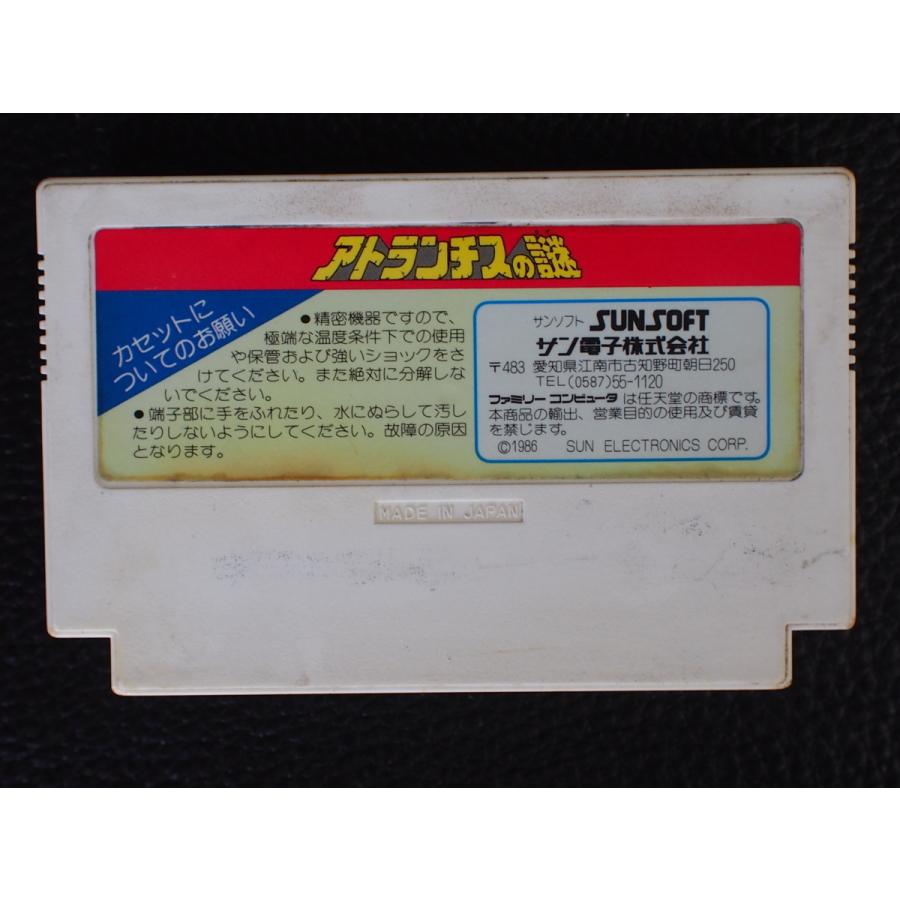 アトランチスの謎
カセットに
ついてのお願い
●精密機器ですので、
極端な温度条件下での使用
や保管および強いショックをさ
けてください。また絶対に分解しな
いでください。
●端子部に手をふれたり、水にぬらして汚し
たりしないようにしてください。故障の原因
となります。
サンソフト SUNSOFT
サン電子株式会社
〒483 愛知県江南市古知野町朝日250
TEL(0587)55-1120
ファミリー コンピュータ は任天堂の商標です。
本商品の輸出、営業目的の使用及び賃貸
を禁じます。
©1986 SUN ELECTRONICS CORP.
MADE IN JAPAN